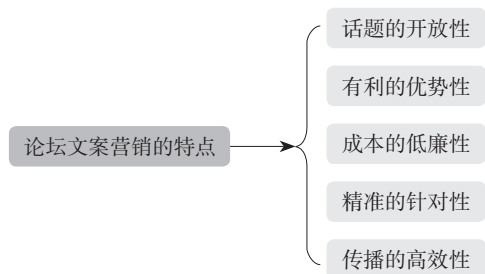 话题的开放性
有利的优势性
论坛文案营销的特点
成本的低廉性
精准的针对性
传播的高效性